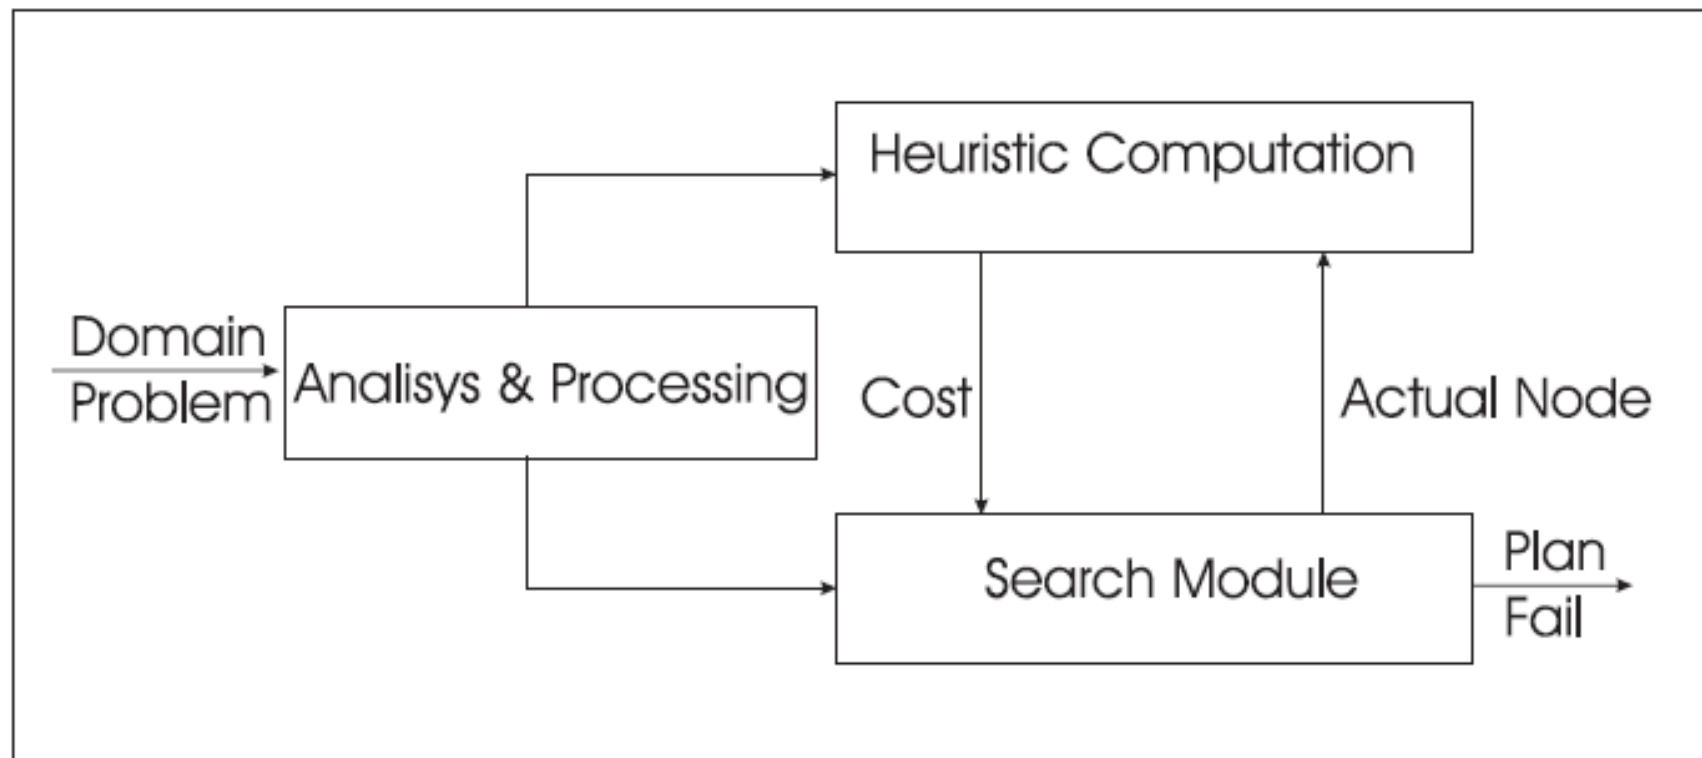 Heuristic Computation
Domain
Problem
Analisys & Processing
Cost
Actual Node
Search Module
Plan
Fail